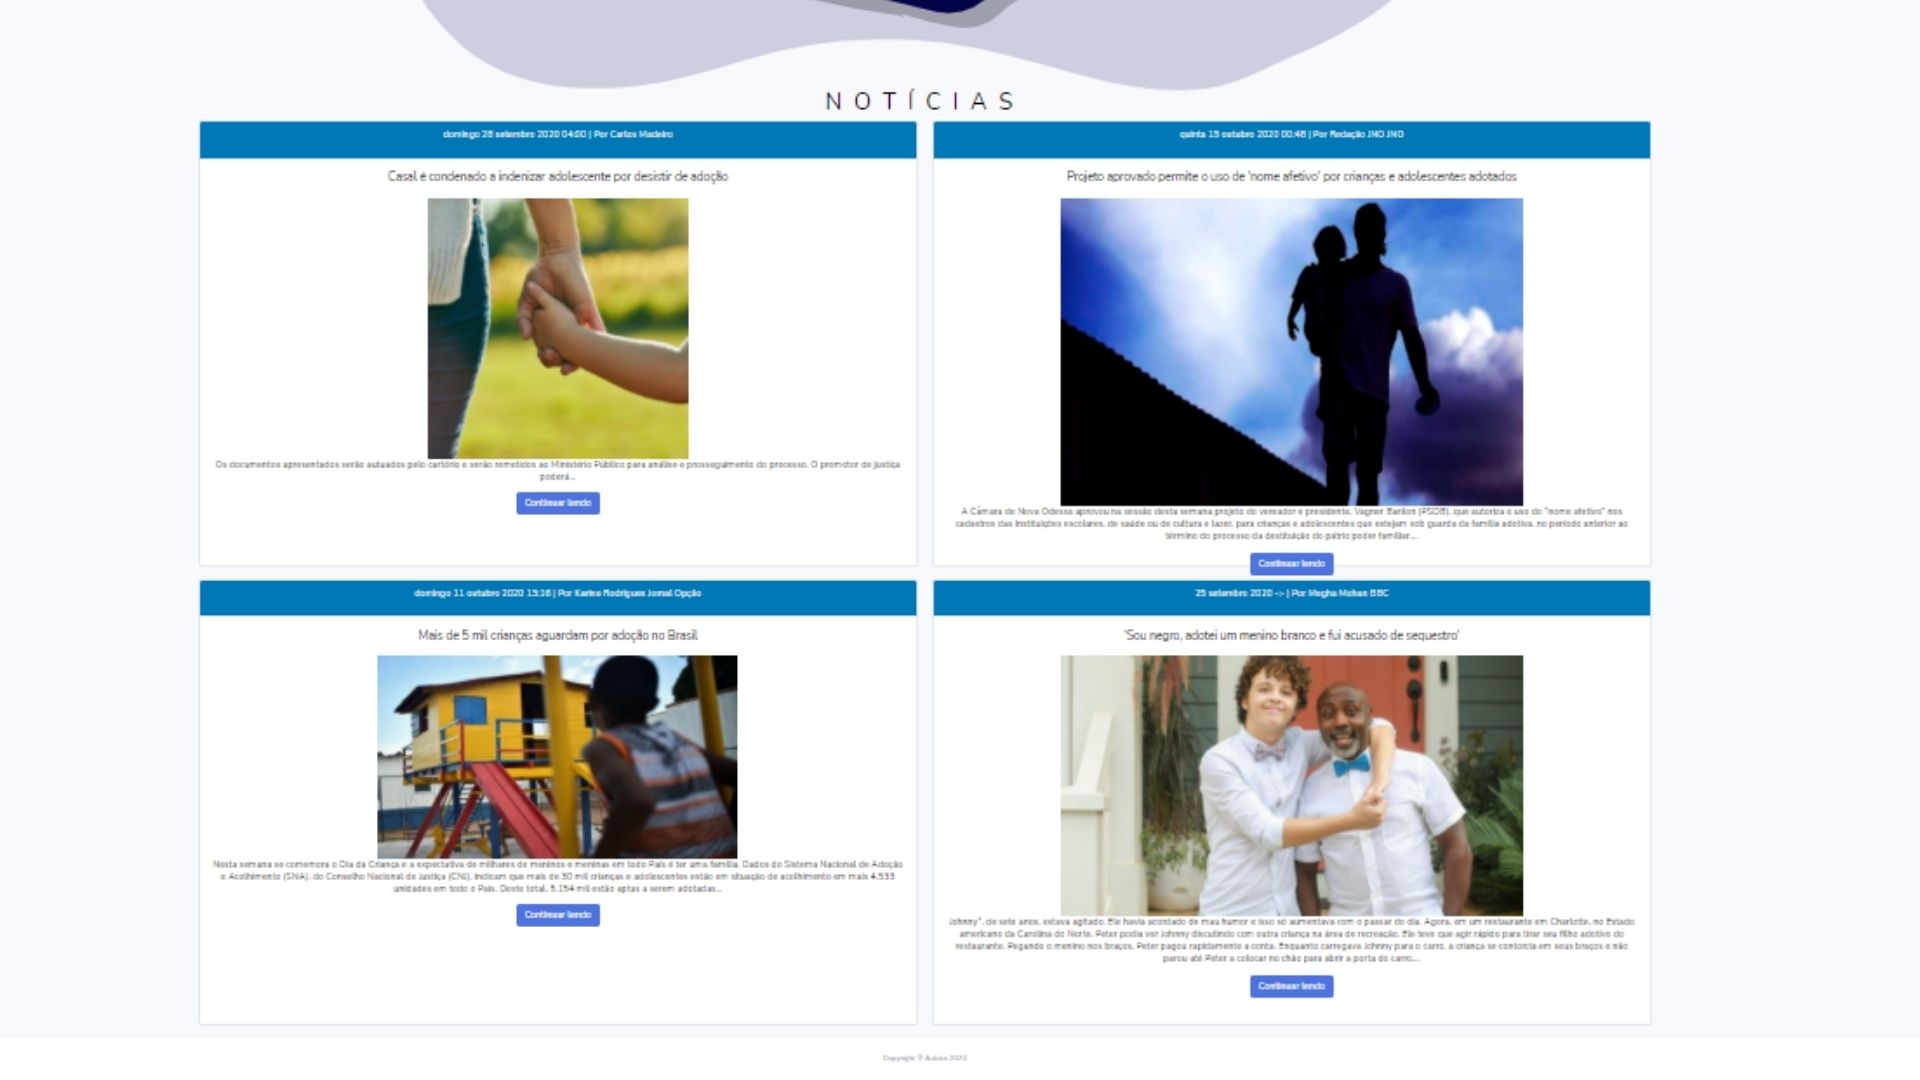 NOTÍCIAS
domingo 28 setembro 2020 04:00 | Por Carlos Madeiro
Casal é condenado a indenizar adolescente por desistir de adoção
Os documentos apresentados serão autuados pelo cartório e serão remetidos ao Ministério Público para análise e prosseguimento do processo. O promotor de justiça
poderá...
Continuar lendo
quinta 15 outubro 2020 00:48 | Por Redação JNO JNO
Projeto aprovado permite o uso de 'nome afetivo' por crianças e adolescentes adotados
A Câmara de Nova Odessa aprovou na sessão desta semana projeto do vereador e presidente, Vagner Barilon (PSDB), que autoriza o uso do "nome afetivo" nos
cadastros das instituições escolares, de saúde ou de cultura e lazer, para crianças e adolescentes que estejam sob guarda da família adotiva, no período anterior ao
término do processo da destituição do pátrio poder familiar...
Continuar lendo
domingo 11 outubro 2020 13:16 | Por Karine Rodrigues Jornal Opção
Mais de 5 mil crianças aguardam por adoção no Brasil
Nesta semana se comemora o Dia da Criança e a expectativa de milhares de meninos e meninas em todo País é ter uma família. Dados do Sistema Nacional de Adoção
e Acolhimento (SNA), do Conselho Nacional de Justiça (CNJ), indicam que mais de 30 mil crianças e adolescentes estão em situação de acolhimento em mais 4.533
unidades em todo o País. Deste total, 5.154 mil estão aptas a serem adotadas...
Continuar lendo
25 setembro 2020 -> | Por Megha Mohan BBC
'Sou negro, adotei um menino branco e fui acusado de sequestro'
Johnny*, de sete anos, estava agitado. Ele havia acordado de mau humor e isso só aumentava com o passar do dia. Agora, em um restaurante em Charlotte, no Estado
americano da Carolina do Norte, Peter podia ver Johnny discutindo com outra criança na área de recreação. Ele teve que agir rápido para tirar seu filho adotivo do
restaurante. Pegando o menino nos braços, Peter pagou rapidamente a conta. Enquanto carregava Johnny para o carro, a criança se contorcia em seus braços e não
parou até Peter a colocar no chão para abrir a porta do carro...
Continuar lendo
Copyright © 2020